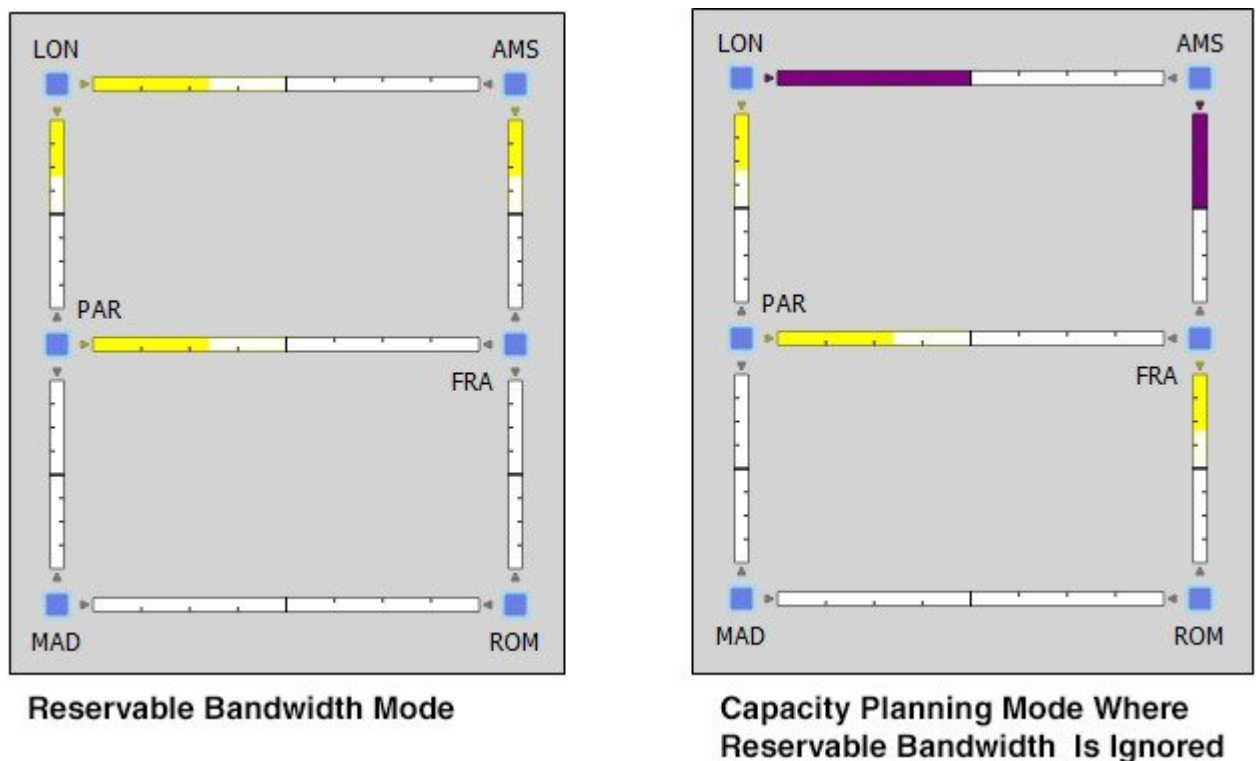 LON
AMS
PAR
FRA
MAD
ROM
Reservable Bandwidth Mode
LON
AMS
PAR
FRA
MAD
ROM
Capacity Planning Mode Where
Reservable Bandwidth Is Ignored